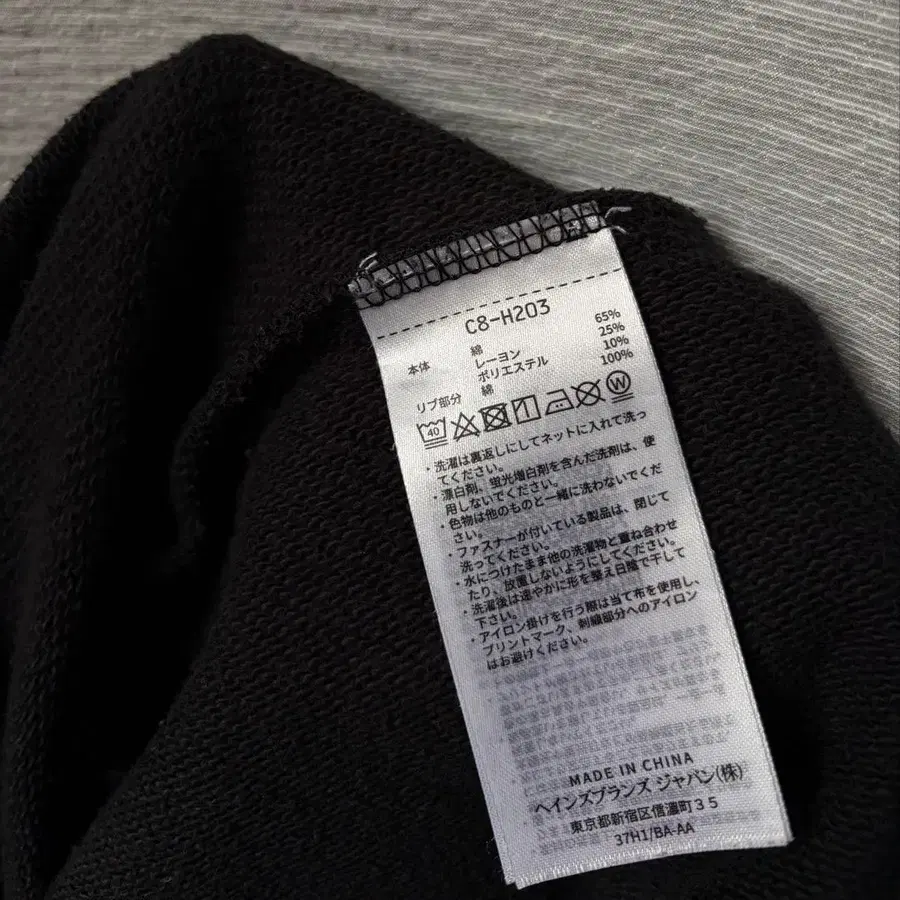 C8-H203
本体 綿 65%
レーヨン 25%
ポリエステル 10%
リブ部分 綿 100%
40 W
・洗濯は裏返しにしてネットに入れて洗っ
てください。
・漂白剤、蛍光増白剤を含んだ洗剤は、使
用しないでください。
・色物は他のものと一緒に洗わないでくだ
さい。
・ファスナーが付いている製品は、閉じて
洗ってください。
・水につけたまま他の洗濯物と重ね合わせ
たり、放置しないようにしてください。
・洗濯後は速やかに形を整え日陰で干して
下さい。
・アイロン掛けを行う際は当て布を使用し、
プリントマーク、刺繍部分へのアイロン
はお避けください。
MADE IN CHINA
ヘインズブランズ ジャパン(株)
東京都新宿区信濃町35
37H1/BA-AA